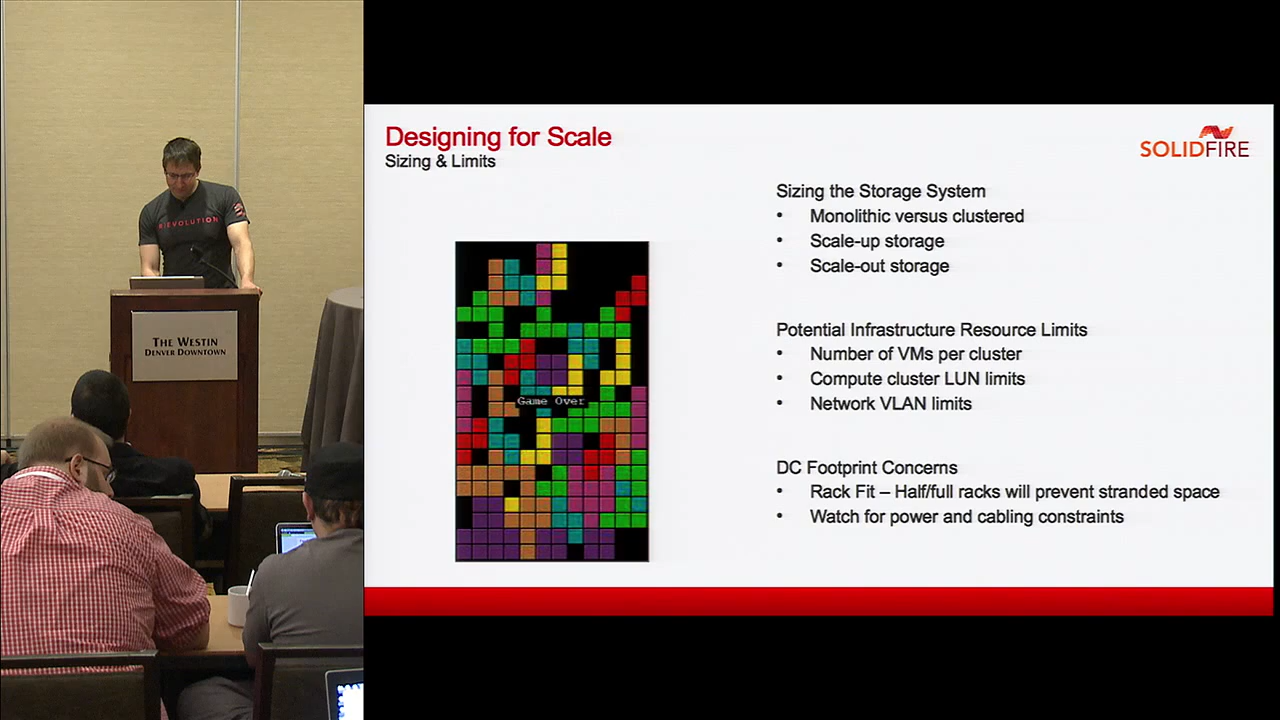 Designing for Scale
Sizing & Limits
SOLIDFIRE
Sizing the Storage System
• Monolithic versus clustered
• Scale-up storage
• Scale-out storage
Potential Infrastructure Resource Limits
• Number of VMs per cluster
• Compute cluster LUN limits
• Network VLAN limits
DC Footprint Concerns
• Rack Fit – Half/full racks will prevent stranded space
• Watch for power and cabling constraints
Game Over
THE WESTIN
DENVER DOWNTOWN